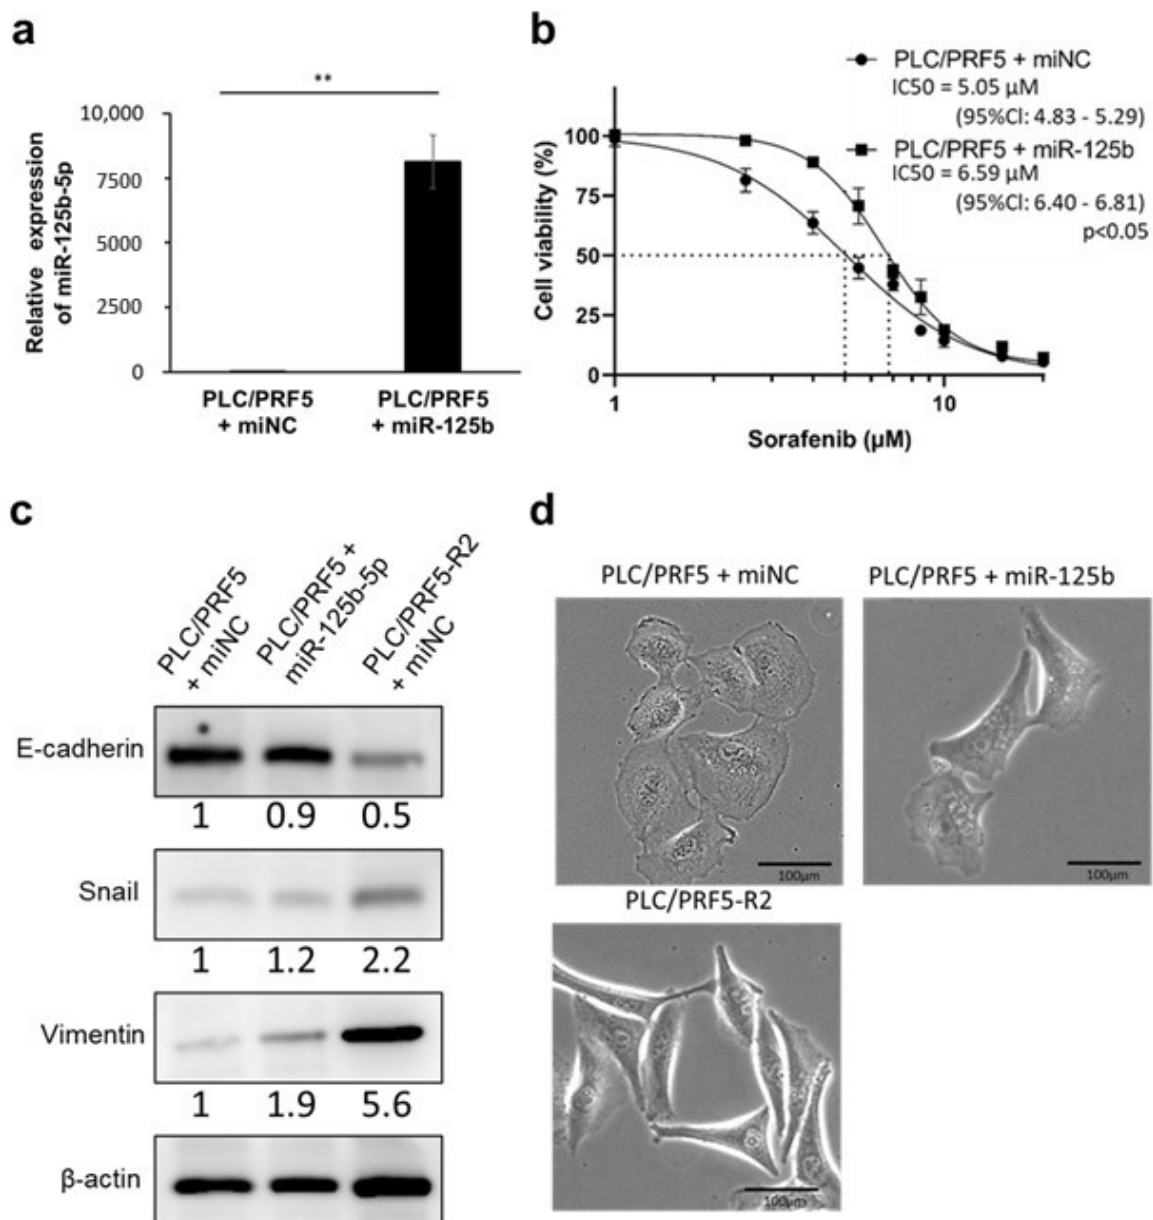 a
**
10,000
7500
5000
2500
0
Relative expression
of miR-125b-5p
PLC/PRF5
+ miNC
PLC/PRF5
+ miR-125b
b
PLC/PRF5 + miNC
IC50 = 5.05 µM
(95%CI: 4.83 - 5.29)
PLC/PRF5 + miR-125b
IC50 = 6.59 µM
(95%CI: 6.40 - 6.81)
p<0.05
Cell viability (%)
100
75
50
25
0
1
10
Sorafenib (µM)
c
PLC/PRF5
+ miNC
PLC/PRF5 +
miR-125b-5p
PLC/PRF5-R2
+ miNC
E-cadherin
1 0.9 0.5
Snail
1 1.2 2.2
Vimentin
1 1.9 5.6
β-actin
d
PLC/PRF5 + miNC
100µm
PLC/PRF5 + miR-125b
100µm
PLC/PRF5-R2
100µm